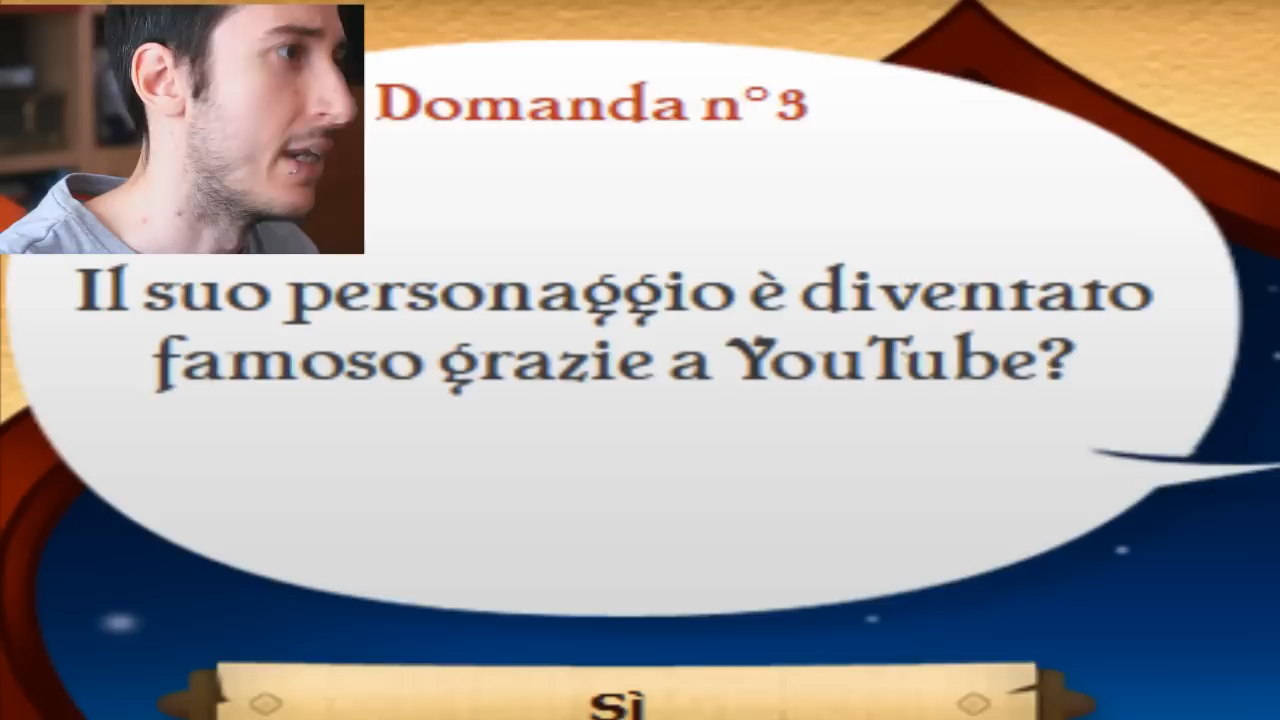 Domanda n° 3
Il suo personaggio è diventato
famoso grazie a YouTube?
Sì